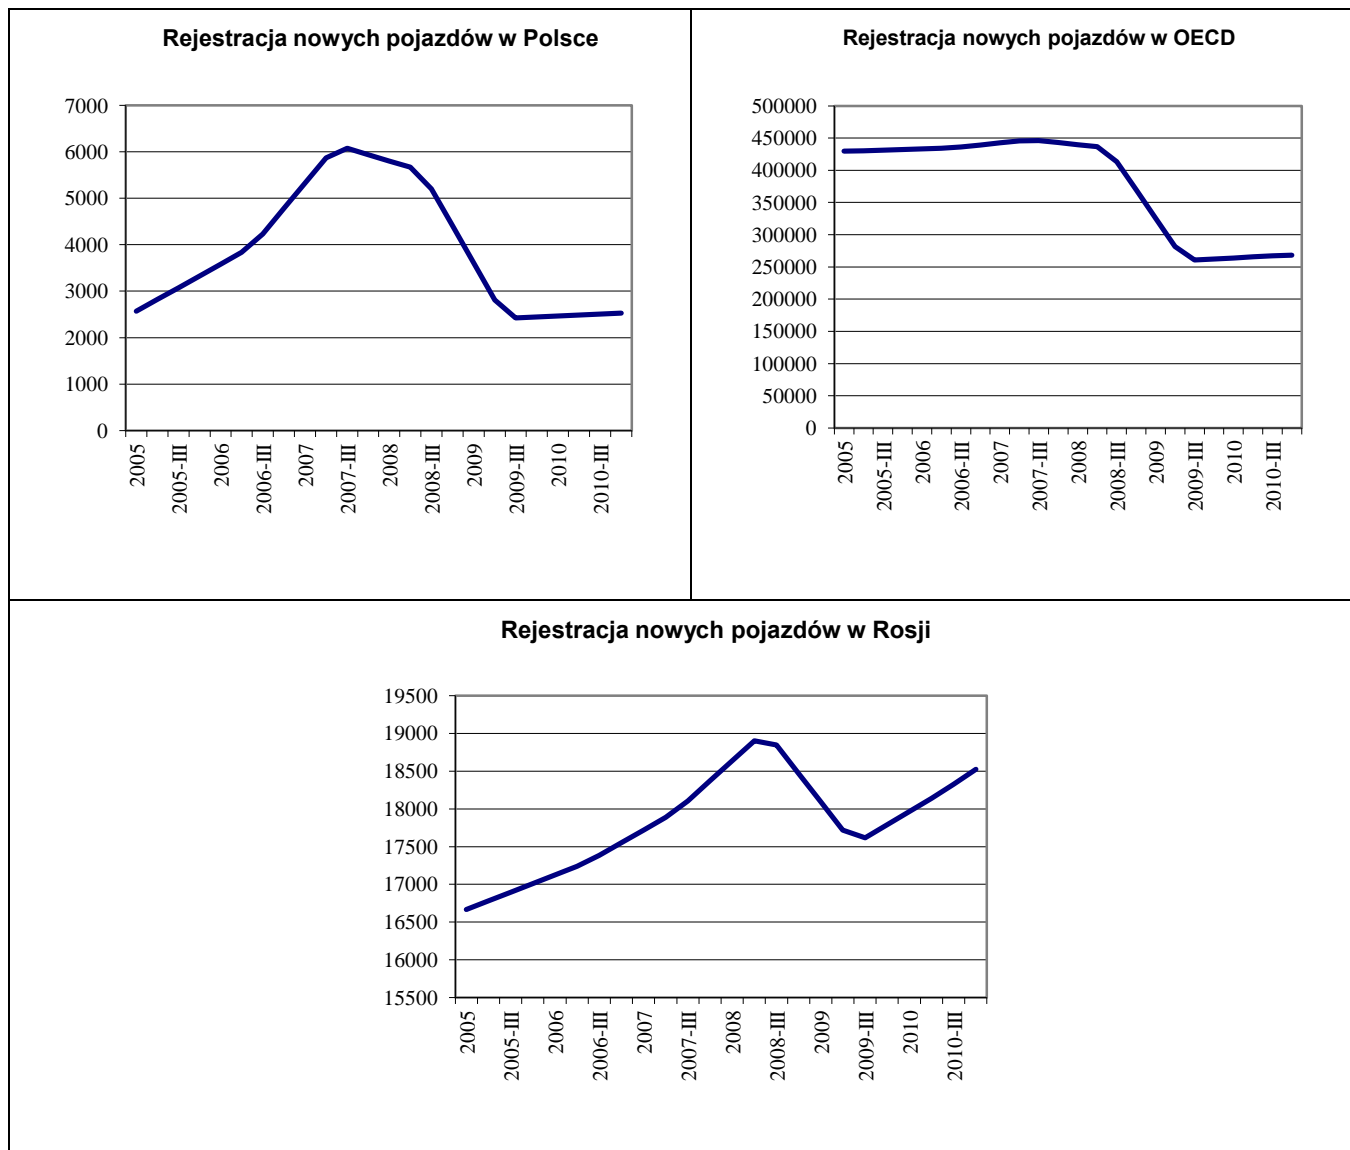 Rejestracja nowych pojazdów w Polsce
7000
6000
5000
4000
3000
2000
1000
0
2005
2005-III
2006
2006-III
2007
2007-III
2008
2008-III
2009
2009-III
2010
2010-III
Rejestracja nowych pojazdów w OECD
500000
450000
400000
350000
300000
250000
200000
150000
100000
50000
0
2005
2005-III
2006
2006-III
2007
2007-III
2008
2008-III
2009
2009-III
2010
2010-III
Rejestracja nowych pojazdów w Rosji
19500
19000
18500
18000
17500
17000
16500
16000
15500
2005
2005-III
2006
2006-III
2007
2007-III
2008
2008-III
2009
2009-III
2010
2010-III